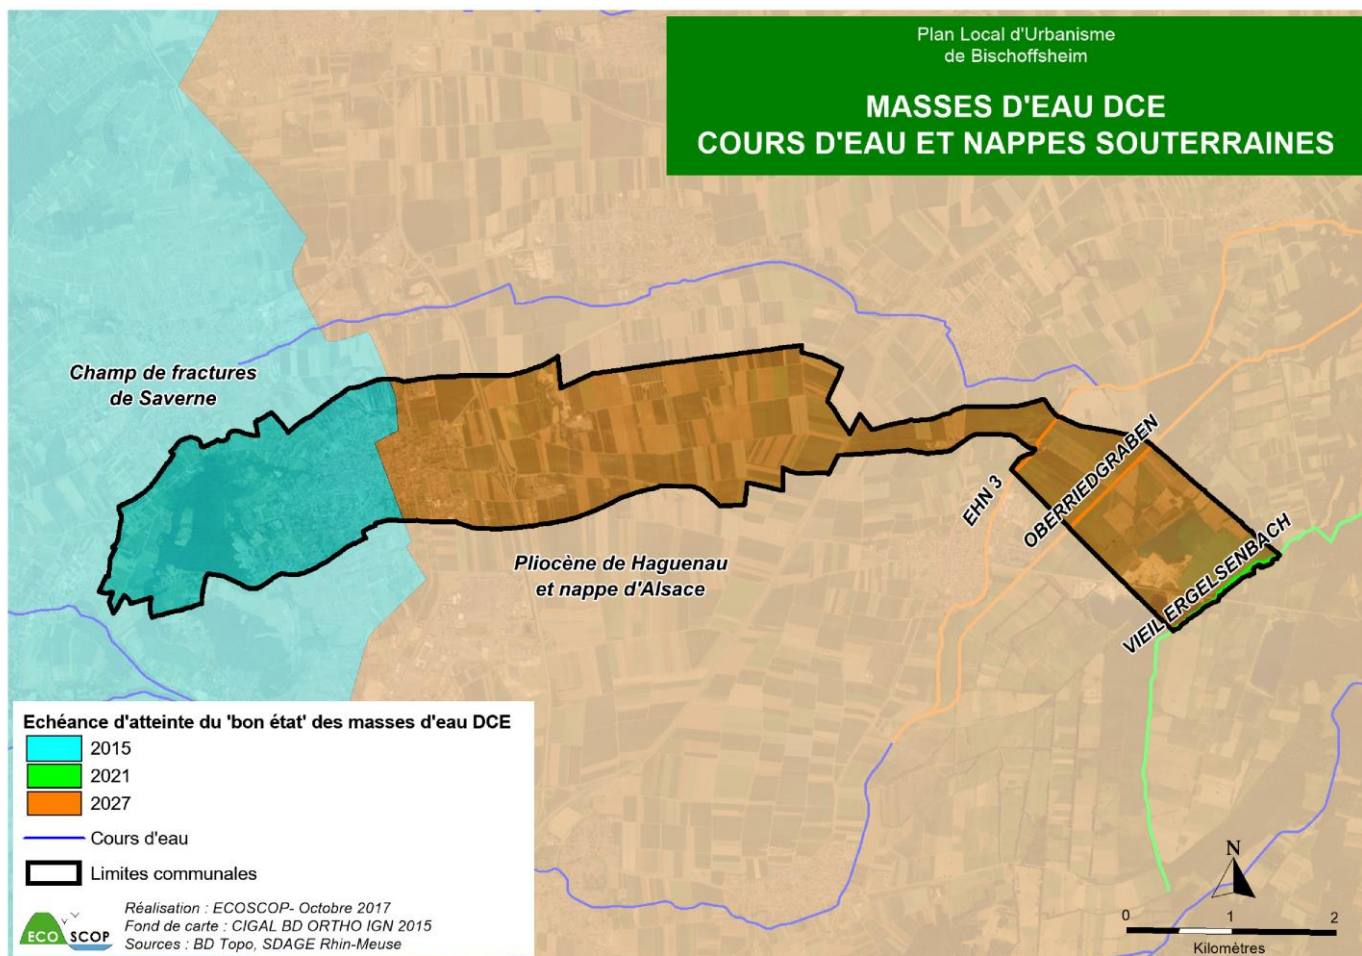 Plan Local d'Urbanisme
de Bischoffsheim
MASSES D'EAU DCE
COURS D'EAU ET NAPPES SOUTERRAINES
Champ de fractures
de Saverne
EHN 3
OBERRIEDGRABEN
VIEIL ERGELSENBACH
Pliocène de Haguenau
et nappe d'Alsace
Echéance d'atteinte du 'bon état' des masses d'eau DCE
2015
2021
2027
Cours d'eau
Limites communales
ECO SCOP
Réalisation : ECOSCOP- Octobre 2017
Fond de carte : CIGAL BD ORTHO IGN 2015
Sources : BD Topo, SDAGE Rhin-Meuse
N
0 1 2
Kilomètres